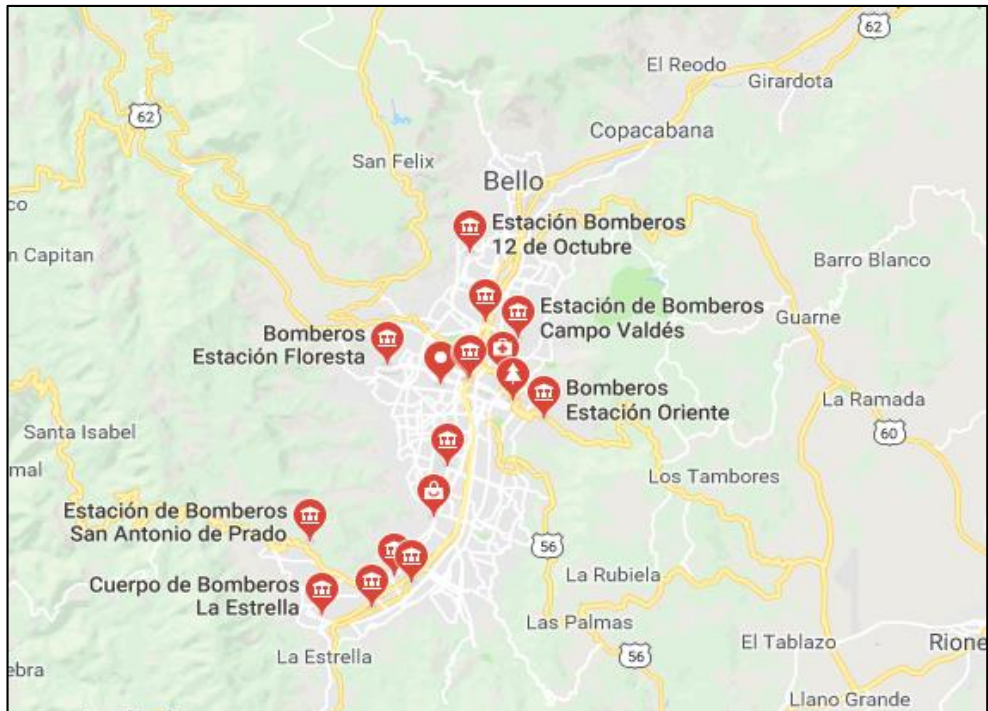 62
El Reodo
Girardota
62
Copacabana
San Felix
Bello
co
Estación Bomberos
12 de Octubre
n Capitan
Barro Blanco
Estación de Bomberos
Campo Valdés
Guarne
Bomberos
Estación Floresta
Bomberos
Estación Oriente
La Ramada
Santa Isabel
60
mal
Los Tambores
Estación de Bomberos
San Antonio de Prado
56
La Rubiela
Cuerpo de Bomberos
La Estrella
Las Palmas
El Tablazo
Rione
La Estrella
56
ebra
Llano Grande